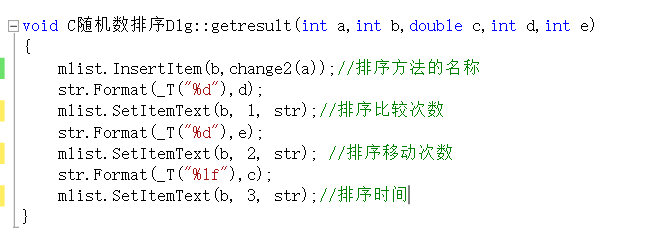 void C随机数排序Dlg::getresult(int a,int b,double c,int d,int e)
{
mlist.InsertItem(b,change2(a));//排序方法的名称
str.Format(_T("%d"),d);
mlist.SetItemText(b, 1, str);//排序比较次数
str.Format(_T("%d"),e);
mlist.SetItemText(b, 2, str); //排序移动次数
str.Format(_T("%lf"),c);
mlist.SetItemText(b, 3, str);//排序时间
}